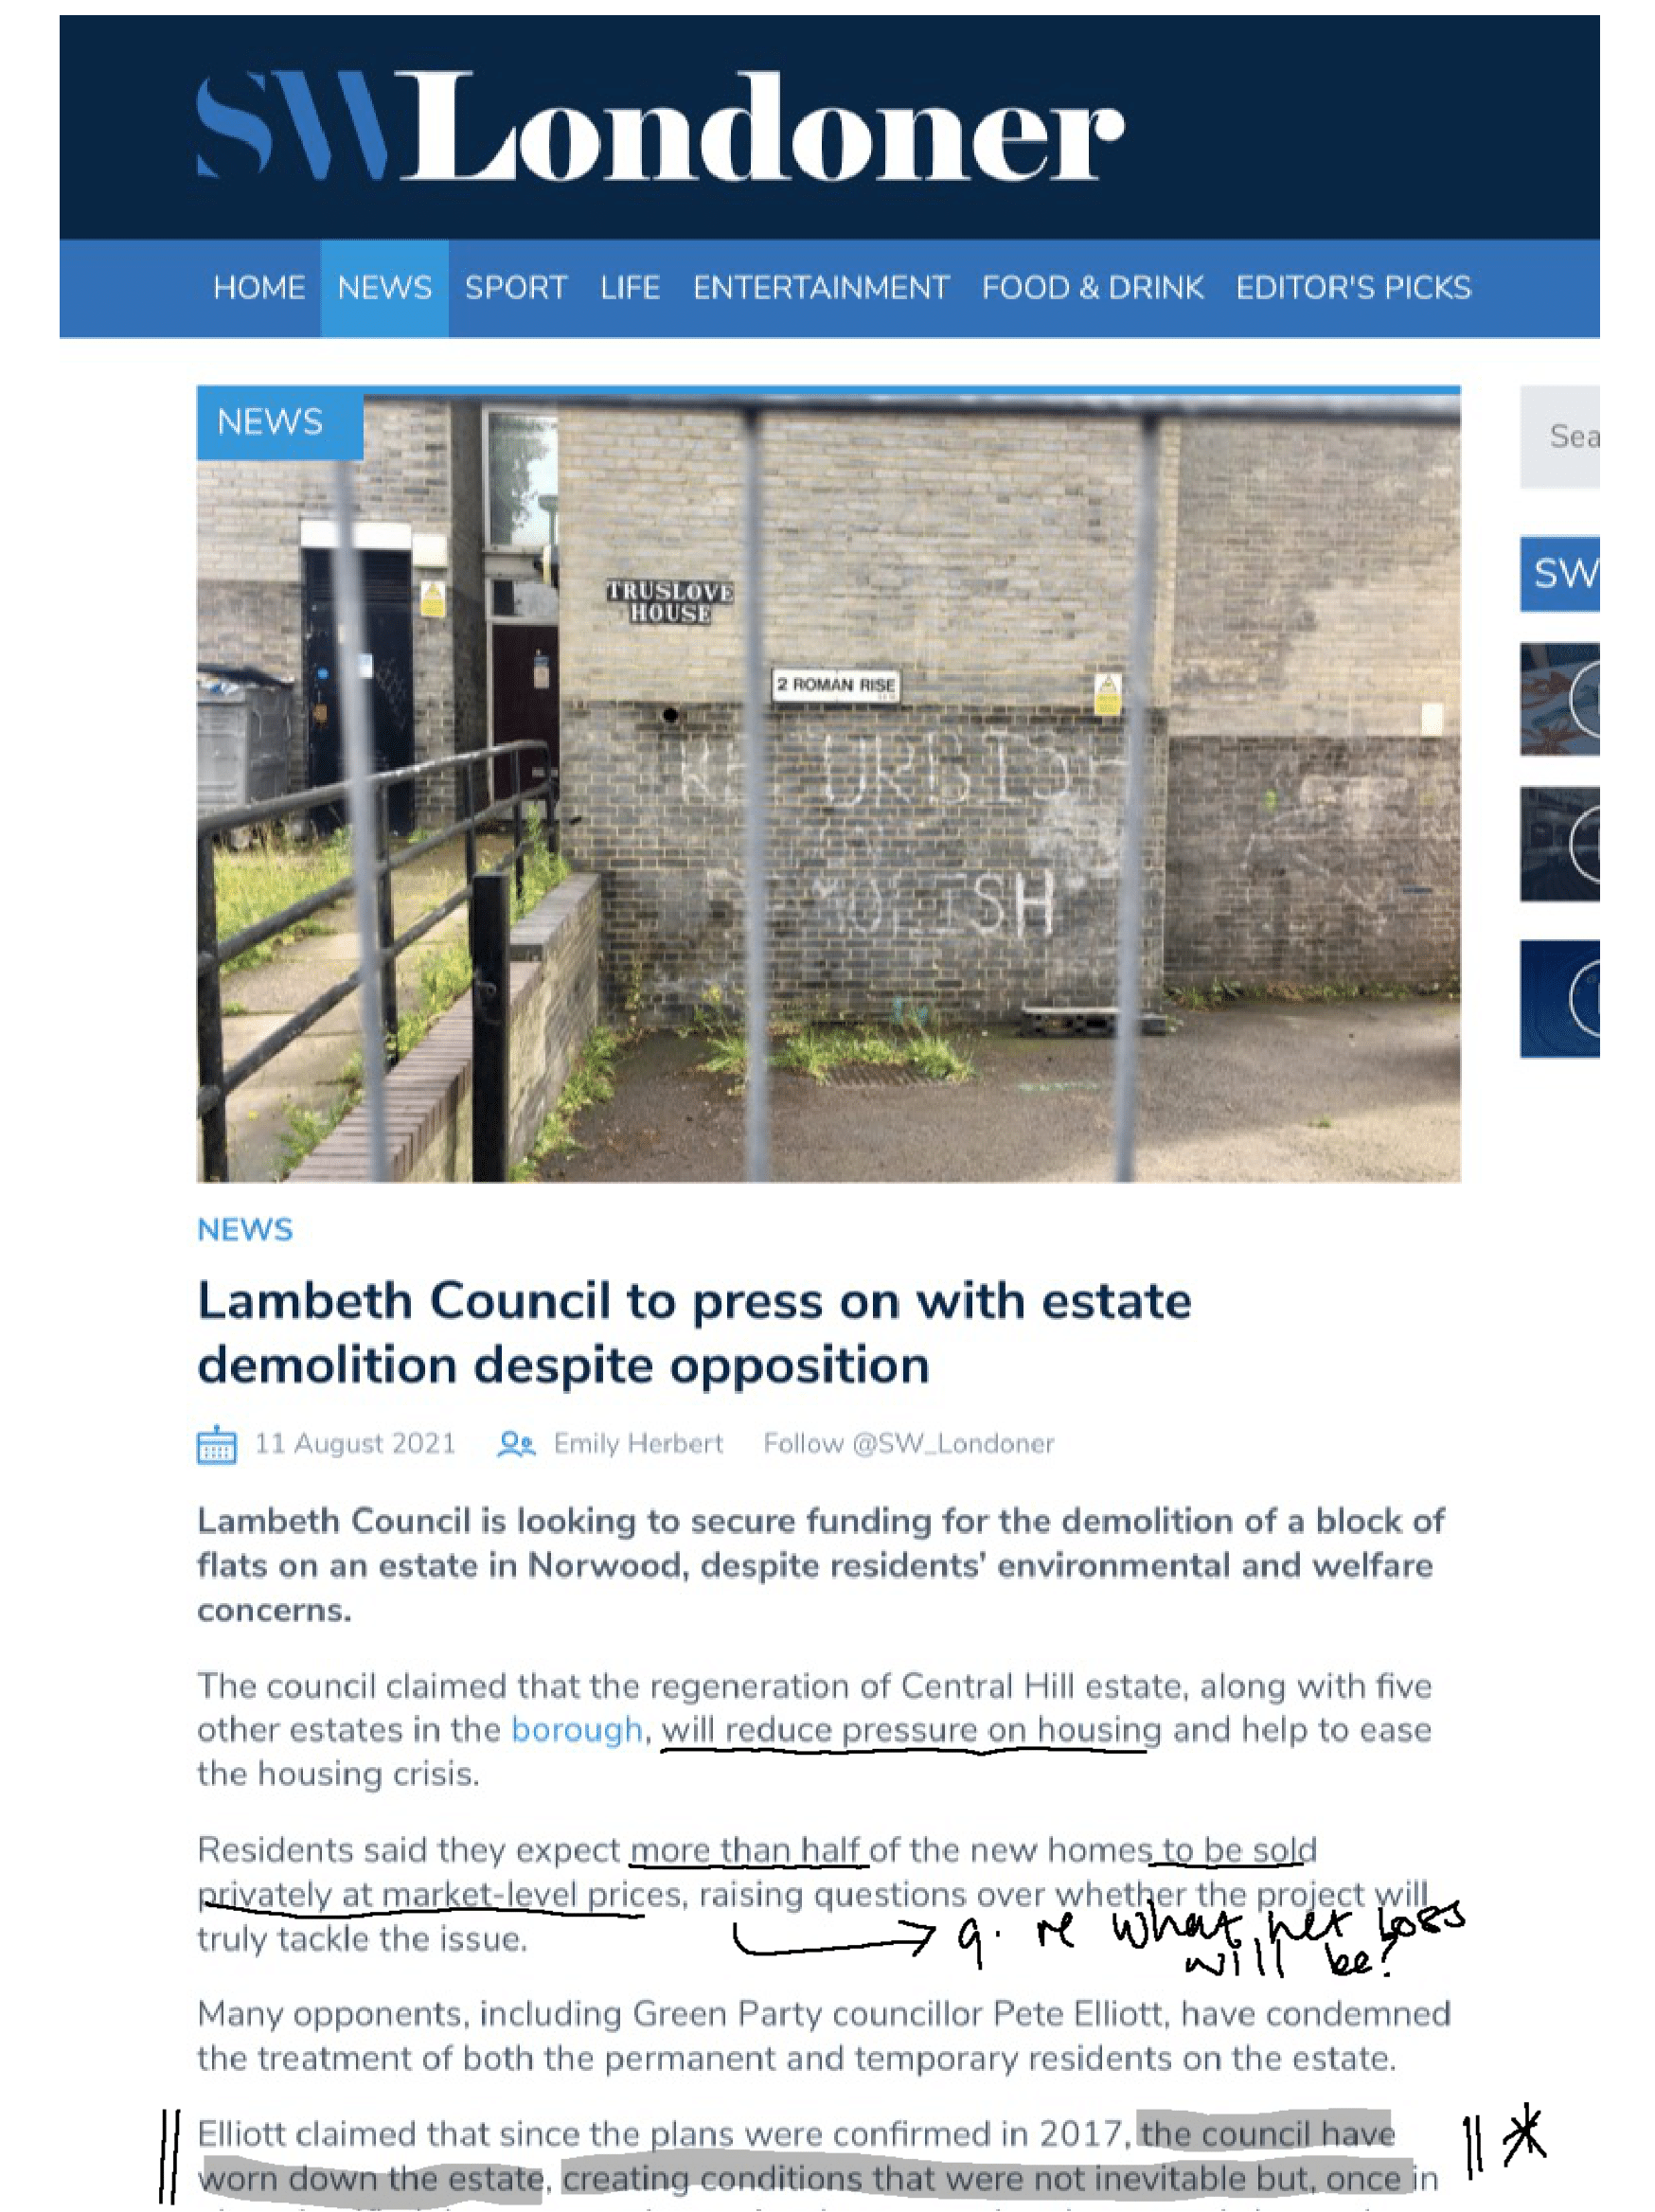 SWLondoner
HOME NEWS SPORT LIFE ENTERTAINMENT FOOD & DRINK EDITOR'S PICKS
NEWS
Sea
SW
TRUSLOVE
HOUSE
2 ROMAN RISE
NEWS
Lambeth Council to press on with estate
demolition despite opposition
11 August 2021 Emily Herbert Follow @SW_Londoner
Lambeth Council is looking to secure funding for the demolition of a block of
flats on an estate in Norwood, despite residents' environmental and welfare
concerns.
The council claimed that the regeneration of Central Hill estate, along with five
other estates in the borough, will reduce pressure on housing and help to ease
the housing crisis.
Residents said they expect more than half of the new homes to be sold
privately at market-level prices, raising questions over whether the project will
truly tackle the issue.
q. re what net loss
will be?
Many opponents, including Green Party councillor Pete Elliott, have condemned
the treatment of both the permanent and temporary residents on the estate.
Elliott claimed that since the plans were confirmed in 2017, the council have
worn down the estate, creating conditions that were not inevitable but, once in